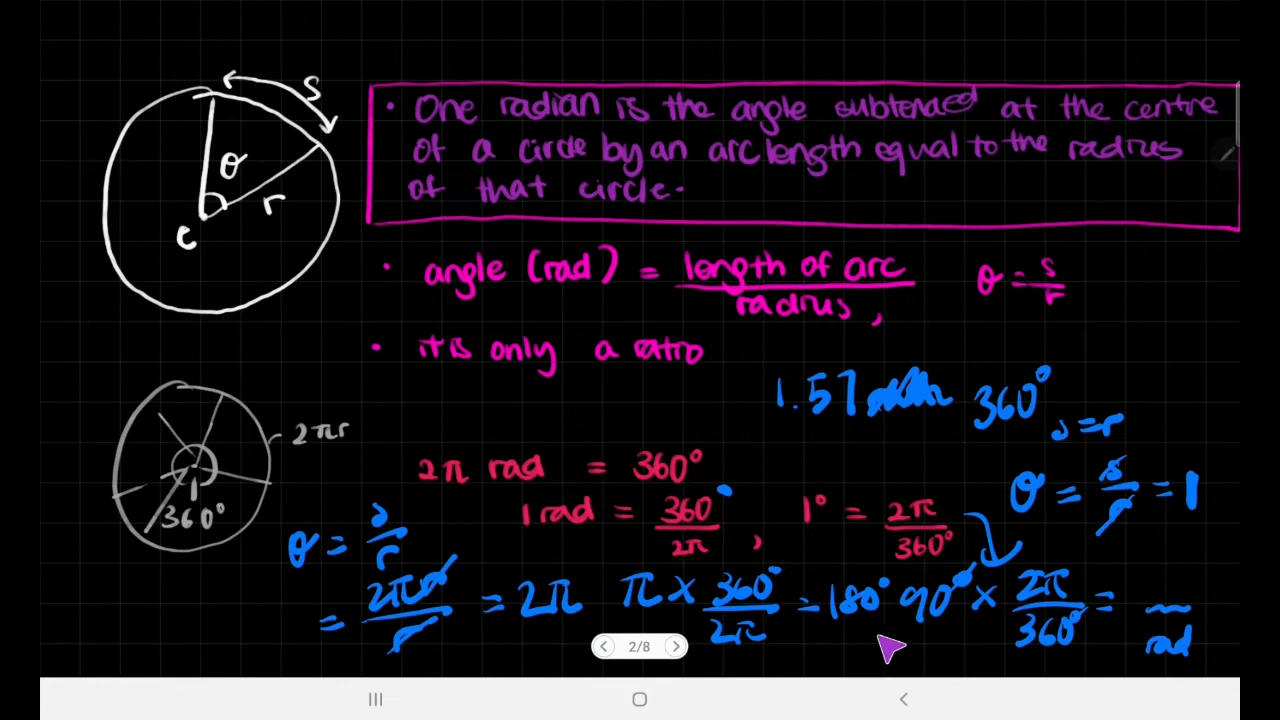 s
• One radian is the angle subtended at the centre
of a circle by an arc length equal to the radius
of that circle.
θ
r
c
• angle (rad) = length of arc / radius, θ = s/r
• it is only a ratio
1.57 360°
s = r
2πr
2π rad = 360°
θ = s/r = 1
1 rad = 360°/2π , 1° = 2π/360°
360°
θ = s/r
= 2πr/r = 2π π × 360°/2π = 180° 90° × 2π/360° = rad
2/8